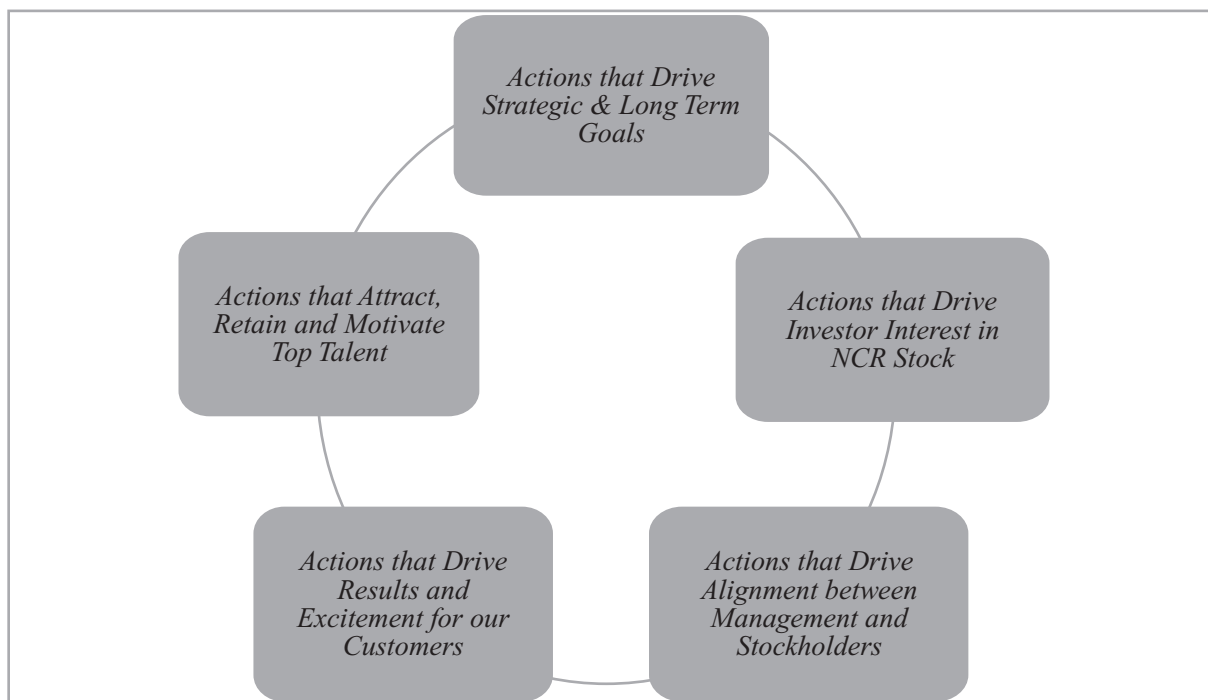 Actions that Drive
Strategic & Long Term
Goals
Actions that Attract,
Retain and Motivate
Top Talent
Actions that Drive
Investor Interest in
NCR Stock
Actions that Drive
Results and
Excitement for our
Customers
Actions that Drive
Alignment between
Management and
Stockholders